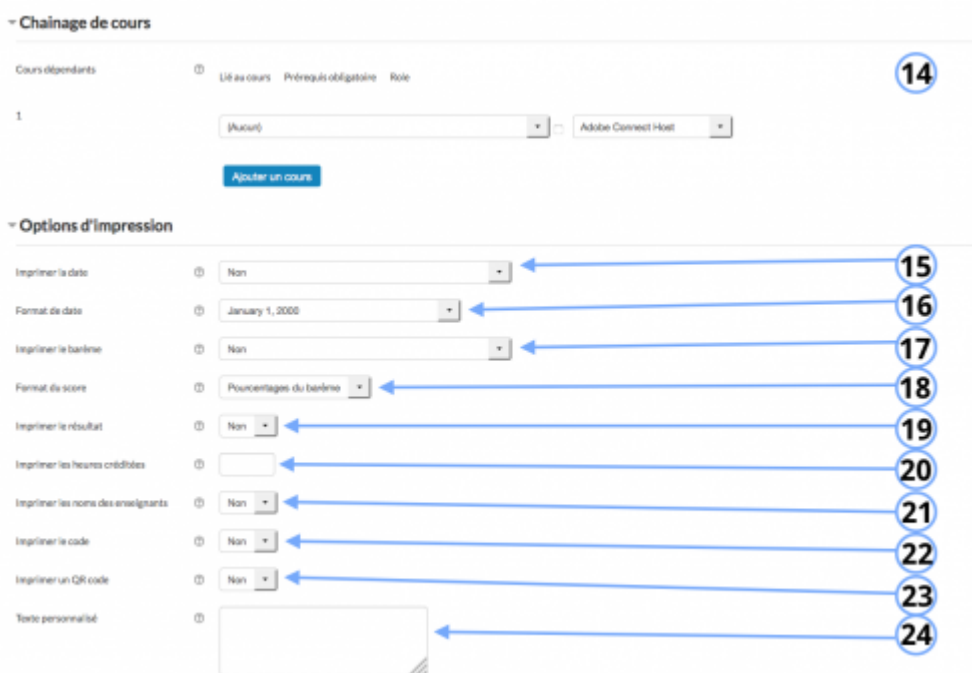 Chainage de cours
Cours dépendants Lié au cours Prérequis obligatoire Role 14
1 (Aucun) Adobe Connect Host
Ajouter un cours
Options d'impression
Imprimer la date Non 15
Format de date January 1, 2000 16
Imprimer le barème Non 17
Format du score Pourcentages du barème 18
Imprimer le résultat Non 19
Imprimer les heures créditées 20
Imprimer les noms des enseignants Non 21
Imprimer le code Non 22
Imprimer un QR code Non 23
Texte personnalisé 24